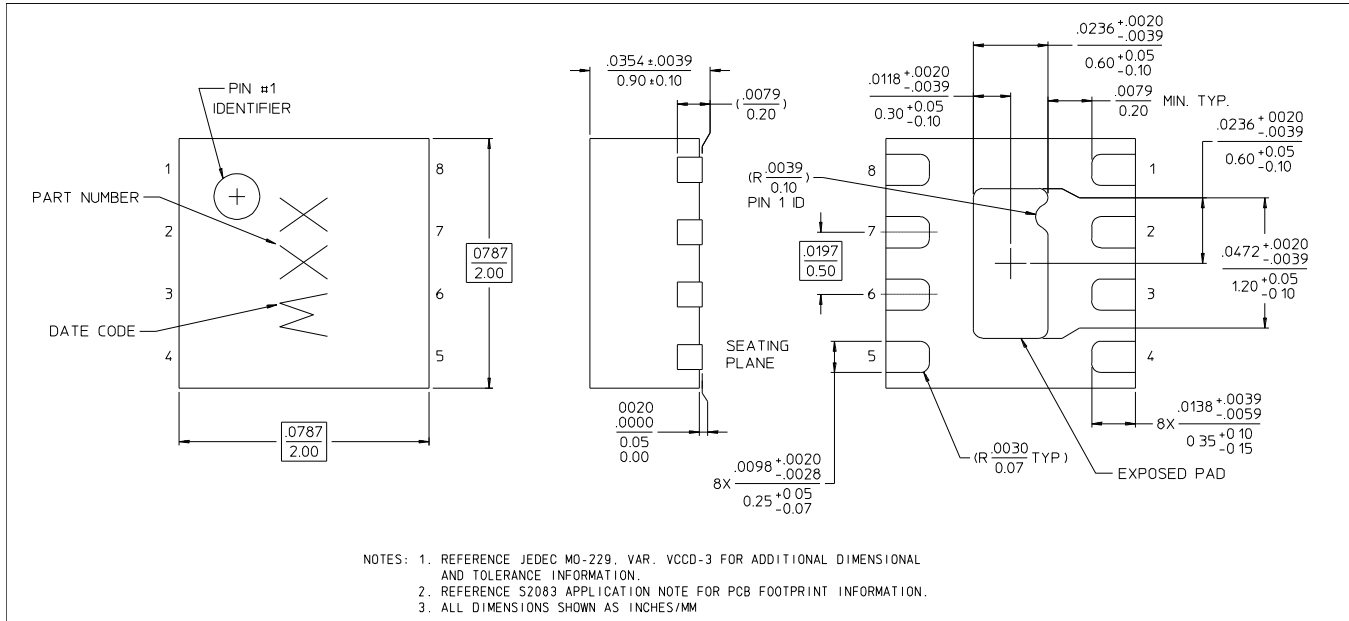 PIN #1
IDENTIFIER
PART NUMBER
DATE CODE
1
2
3
4
8
7
6
5
XXM
.0787
2.00
.0787
2.00
.0354 ±.0039
0.90 ±0.10
(.0079
0.20)
SEATING
PLANE
.0020
.0000
0.05
0.00
.0118 +.0020
-.0039
0.30 +0.05
-0.10
.0236 +.0020
-.0039
0.60 +0.05
-0.10
.0079
0.20 MIN. TYP.
.0236 +.0020
-.0039
0.60 +0.05
-0.10
(R .0039
0.10)
PIN 1 ID
.0197
0.50
.0472 +.0020
-.0039
1.20 +0.05
-0.10
8
7
6
5
1
2
3
4
8X .0098 +.0020
-.0028
0.25 +0.05
-0.07
(R .0030
0.07 TYP)
8X .0138 +.0039
-.0059
0.35 +0.10
-0.15
EXPOSED PAD
NOTES: 1. REFERENCE JEDEC MO-229, VAR. VCCD-3 FOR ADDITIONAL DIMENSIONAL
AND TOLERANCE INFORMATION.
2. REFERENCE S2083 APPLICATION NOTE FOR PCB FOOTPRINT INFORMATION.
3. ALL DIMENSIONS SHOWN AS INCHES/MM